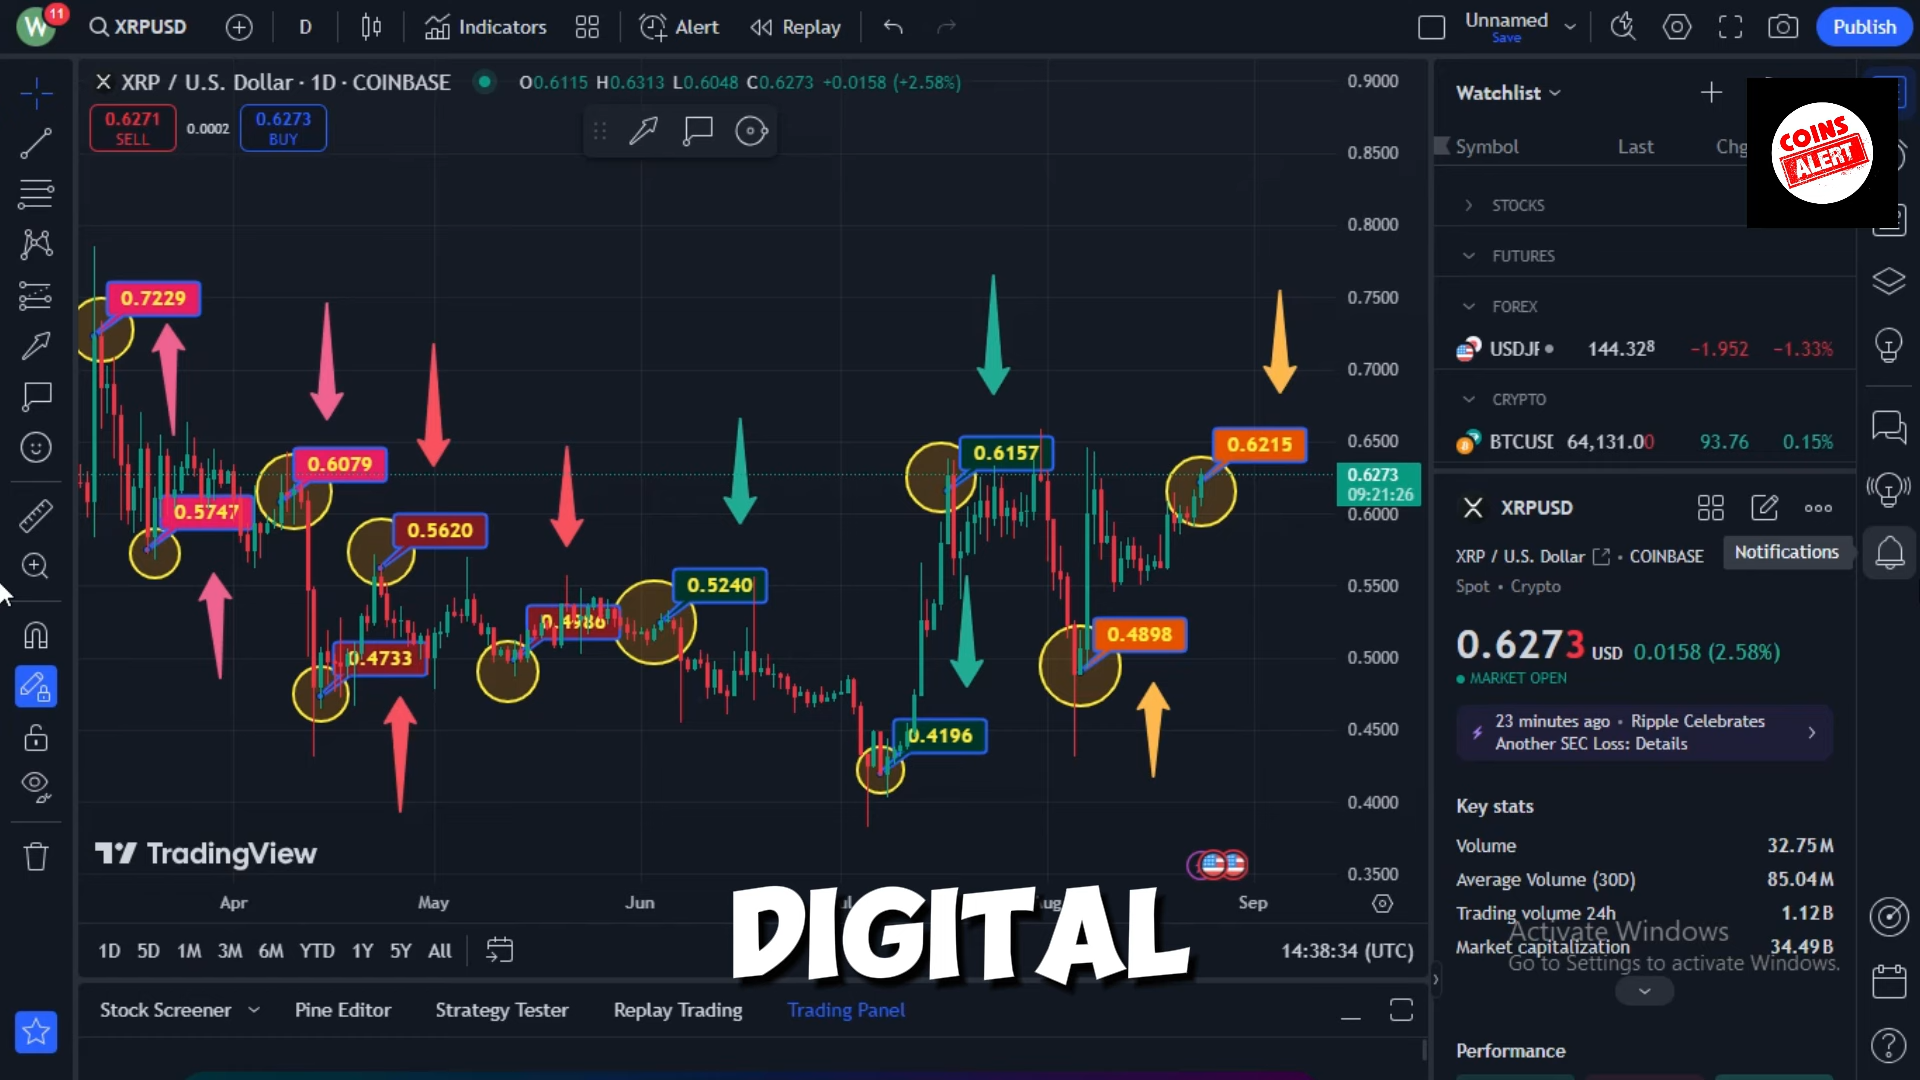 W 11
XRPUSD D Indicators Alert Replay Unnamed Save Publish
XRP / U.S. Dollar · 1D · COINBASE O0.6115 H0.6313 L0.6048 C0.6273 +0.0158 (+2.58%)
0.6271 SELL 0.0002 0.6273 BUY
0.9000
0.8500
0.8000
0.7500
0.7000
0.6500
0.6273
09:21:26
0.6000
0.5500
0.5000
0.4500
0.4000
0.3500
0.7229
0.5747
0.6079
0.5620
0.4733
0.4986
0.5240
0.6157
0.4196
0.4898
0.6215
TradingView
Apr May Jun Aug Sep
DIGITAL
1D 5D 1M 3M 6M YTD 1Y 5Y All 14:38:34 (UTC)
Stock Screener Pine Editor Strategy Tester Replay Trading Trading Panel
Watchlist
COINS
ALERT
Symbol Last Chg
STOCKS
FUTURES
FOREX
USDJ 144.328 −1.952 −1.33%
CRYPTO
BTCUSD 64,131.00 93.76 0.15%
XRPUSD
Notifications
XRP / U.S. Dollar · COINBASE
Spot · Crypto
0.6273 USD 0.0158 (2.58%)
MARKET OPEN
23 minutes ago · Ripple Celebrates
Another SEC Loss: Details
Key stats
Volume 32.75M
Average Volume (30D) 85.04M
Trading volume 24h 1.12B
Market capitalization 34.49B
Activate Windows
Go to Settings to activate Windows.
Performance